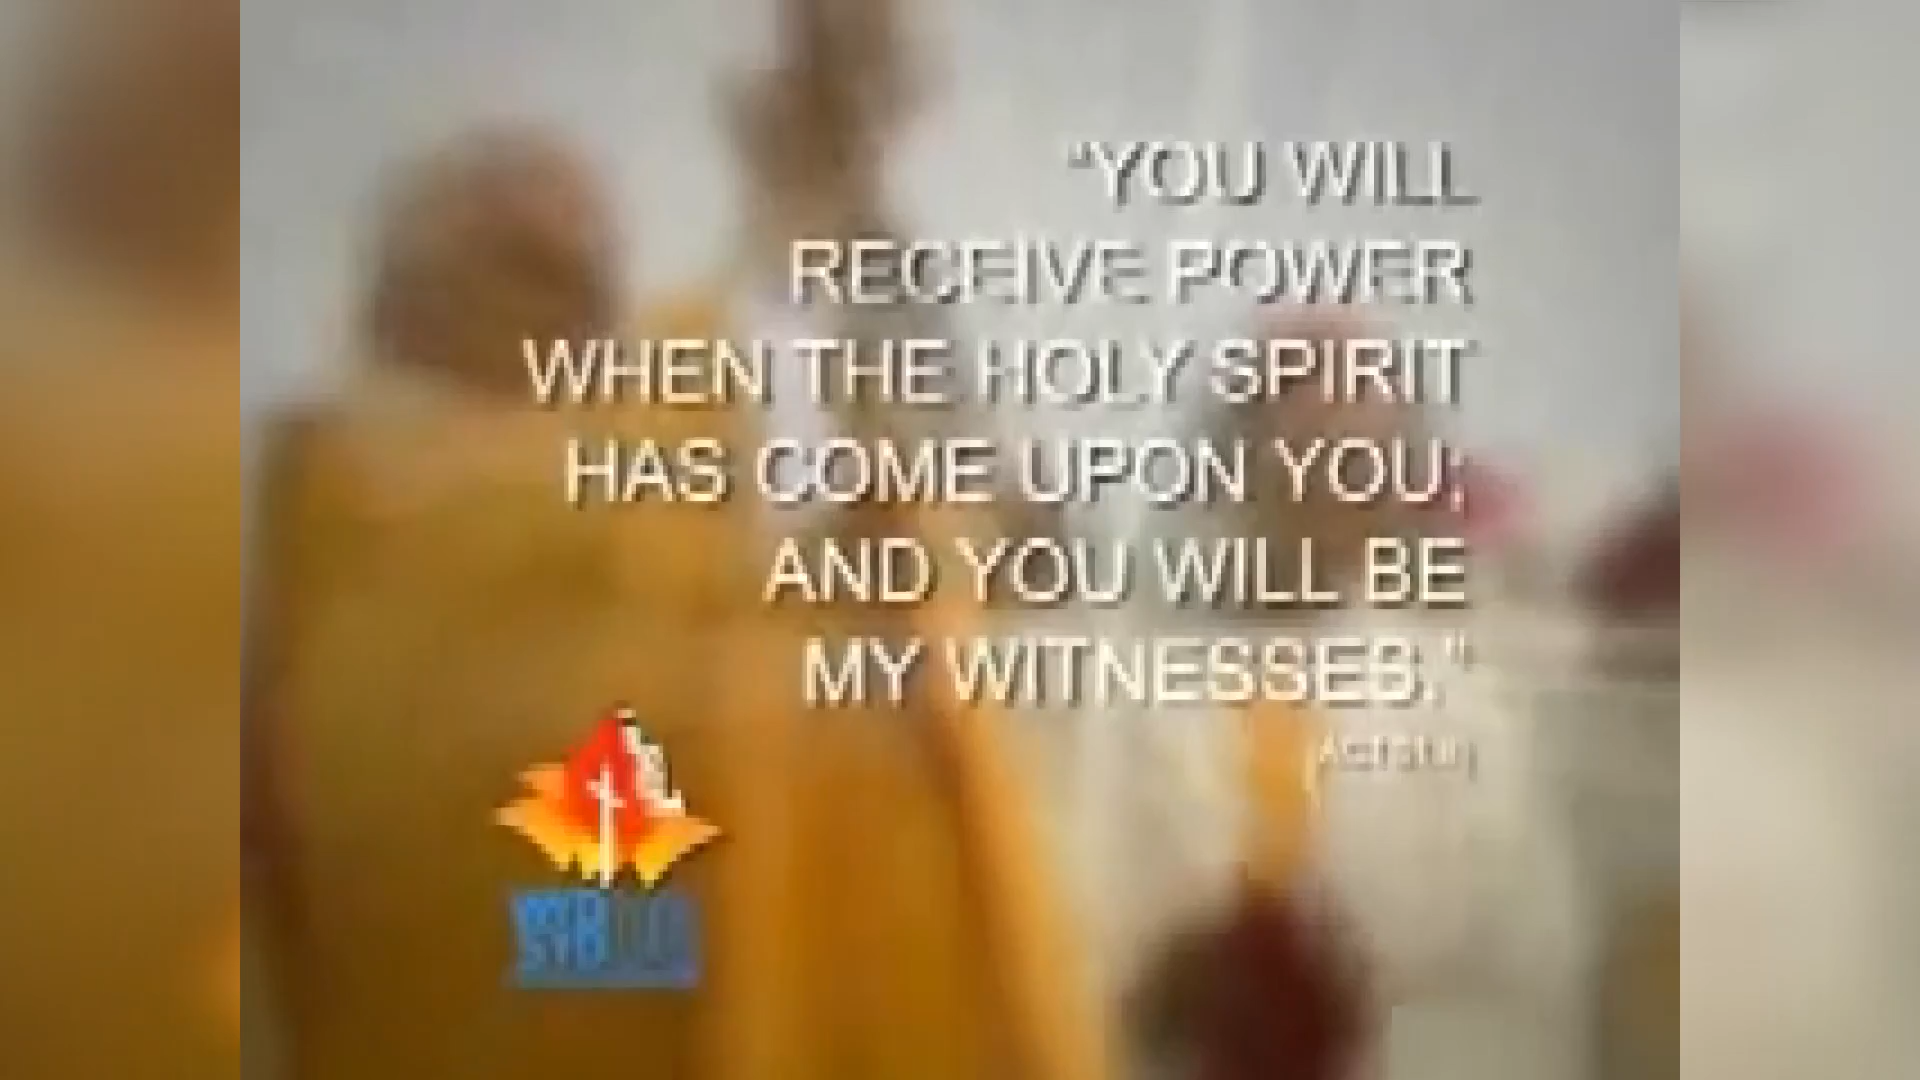 "YOU WILL
RECEIVE POWER
WHEN THE HOLY SPIRIT
HAS COME UPON YOU;
AND YOU WILL BE
MY WITNESSES."